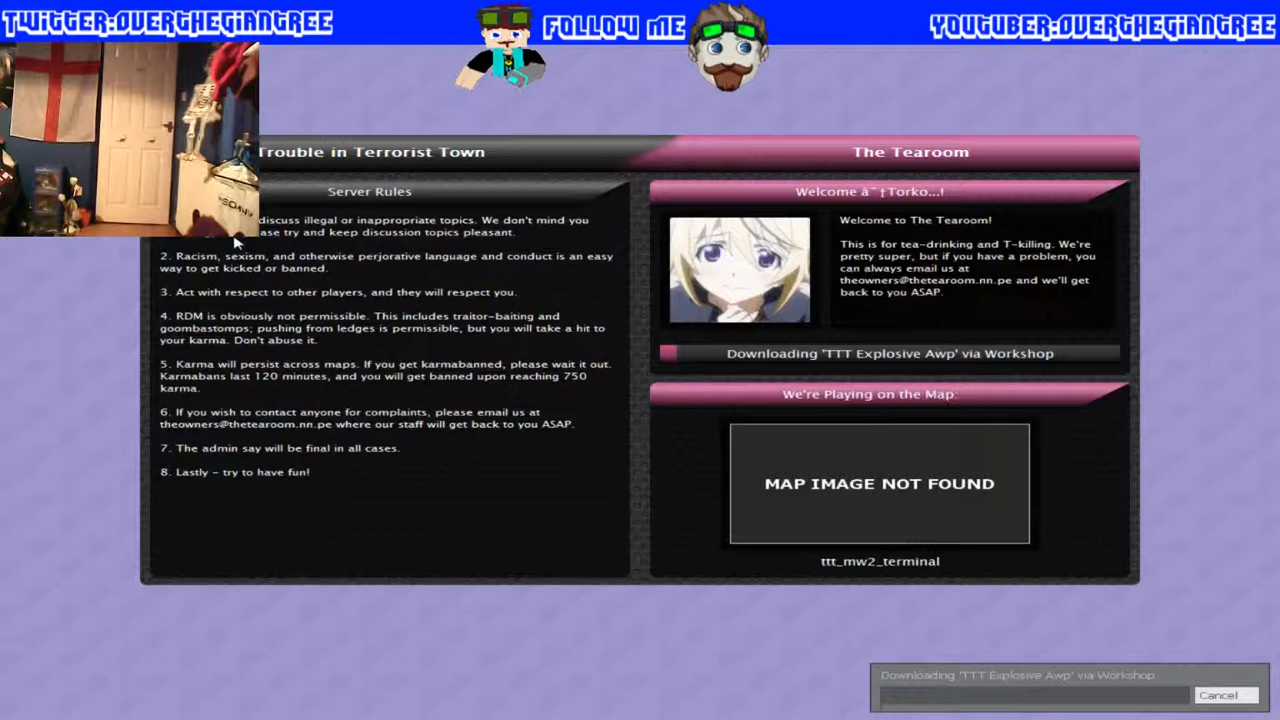 TWITTER:OVERTHEGIANTREE
FOLLOW ME
YOUTUBER:OVERTHEGIANTREE
Trouble in Terrorist Town
The Tearoom
Server Rules
discuss illegal or inappropriate topics. We don't mind you
ase try and keep discussion topics pleasant.
2. Racism, sexism, and otherwise perjorative language and conduct is an easy
way to get kicked or banned.
3. Act with respect to other players, and they will respect you.
4. RDM is obviously not permissible. This includes traitor-baiting and
goombastomps; pushing from ledges is permissible, but you will take a hit to
your karma. Don't abuse it.
5. Karma will persist across maps. If you get karmabanned, please wait it out.
Karmabans last 120 minutes, and you will get banned upon reaching 750
karma.
6. If you wish to contact anyone for complaints, please email us at
theowners@thetearoom.nn.pe where our staff will get back to you ASAP.
7. The admin say will be final in all cases.
8. Lastly - try to have fun!
Welcome â˜†Torko...!
Welcome to The Tearoom!
This is for tea-drinking and T-killing. We're
pretty super, but if you have a problem, you
can always email us at
theowners@thetearoom.nn.pe and we'll get
back to you ASAP.
Downloading 'TTT Explosive Awp' via Workshop
We're Playing on the Map:
MAP IMAGE NOT FOUND
ttt_mw2_terminal
Downloading 'TTT Explosive Awp' via Workshop
Cancel